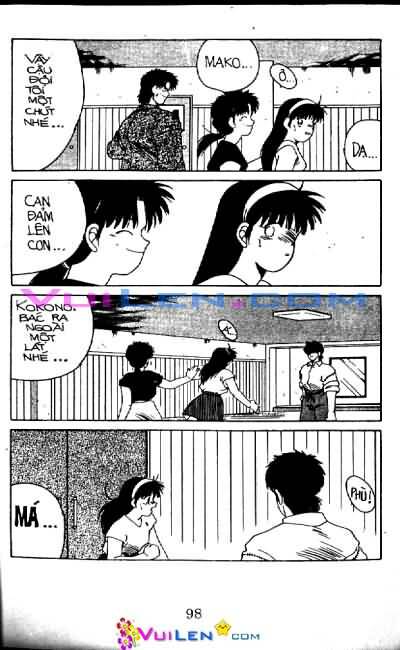 VẬY
CẬU
ĐỢI
TÔI
MỘT
CHÚT
NHÉ...
MAKO...
Ơ...
DẠ...
CAN
ĐẢM
LÊN
CON...
KOKONO,
BÁC RA
NGOÀI
MỘT
LÁT
NHÉ...
VUILEN.COM
MÁ...
PHÙ!
98
VUILEN.COM